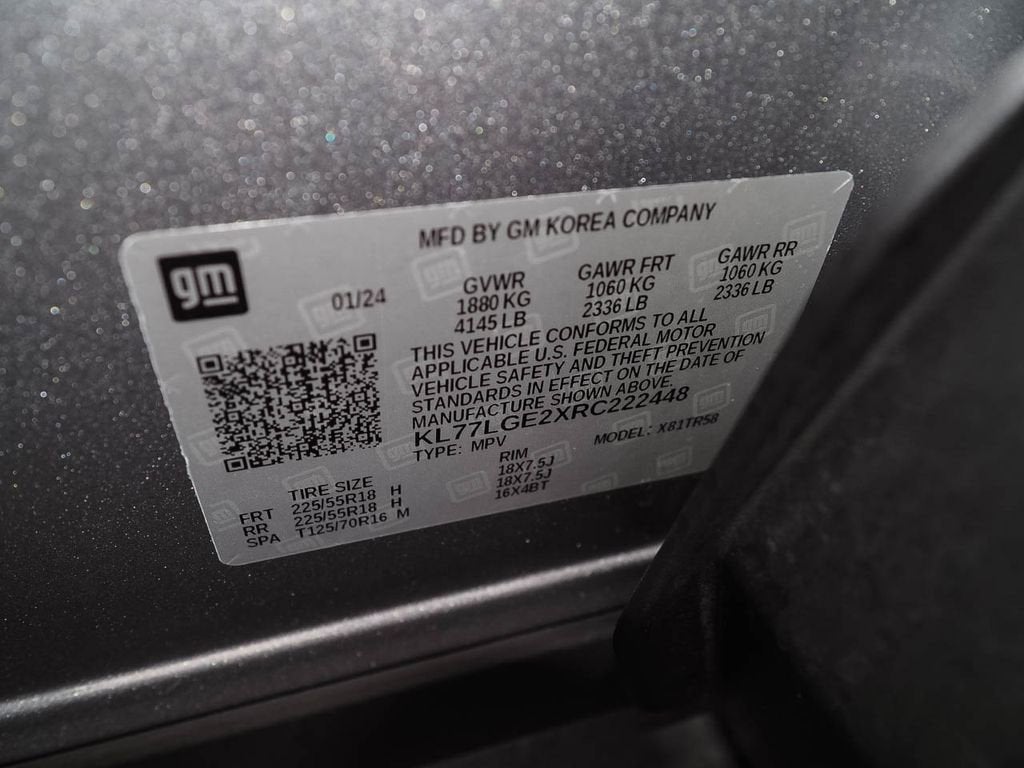 MFD BY GM KOREA COMPANY
gm
01/24
GVWR GAWR FRT GAWR RR
1880 KG 1060 KG 1060 KG
4145 LB 2336 LB 2336 LB
THIS VEHICLE CONFORMS TO ALL
APPLICABLE U.S. FEDERAL MOTOR
VEHICLE SAFETY AND THEFT PREVENTION
STANDARDS IN EFFECT ON THE DATE OF
MANUFACTURE SHOWN ABOVE.
KL77LGE2XRC222448
TYPE: MPV MODEL: X81TR58
TIRE SIZE RIM
FRT 225/55R18 H 18X7.5J
RR 225/55R18 H 18X7.5J
SPA T125/70R16 M 16X4BT